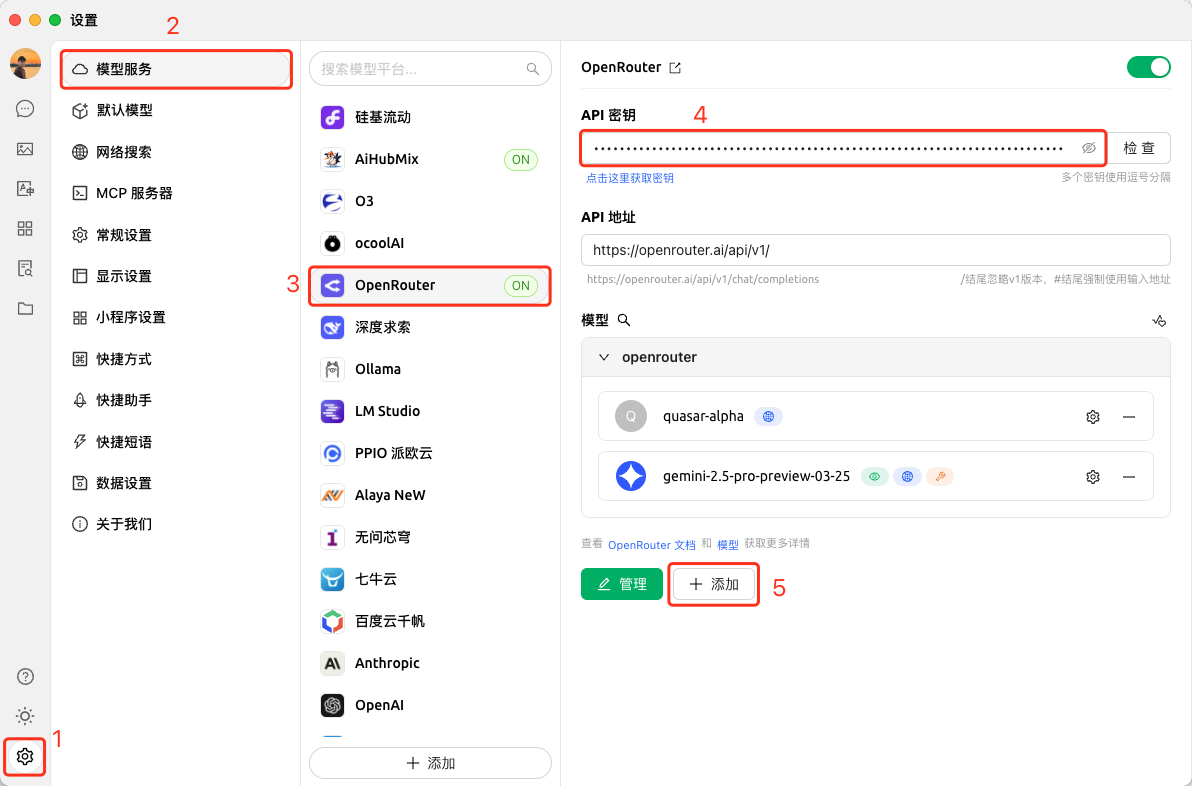 设置
2
模型服务
默认模型
网络搜索
MCP 服务器
常规设置
显示设置
小程序设置
快捷方式
快捷助手
快捷短语
数据设置
关于我们
1
搜索模型平台...
硅基流动
AiHubMix ON
O3
ocoolAI
3 OpenRouter ON
深度求索
Ollama
LM Studio
PPIO 派欧云
Alaya NeW
无问芯穹
七牛云
百度云千帆
Anthropic
OpenAI
添加
OpenRouter
API 密钥 4
检 查
点击这里获取密钥 多个密钥使用逗号分隔
API 地址
https://openrouter.ai/api/v1/
https://openrouter.ai/api/v1/chat/completions /结尾忽略v1版本，#结尾强制使用输入地址
模型
openrouter
Q quasar-alpha
gemini-2.5-pro-preview-03-25
查看 OpenRouter 文档 和 模型 获取更多详情
管理 添加 5